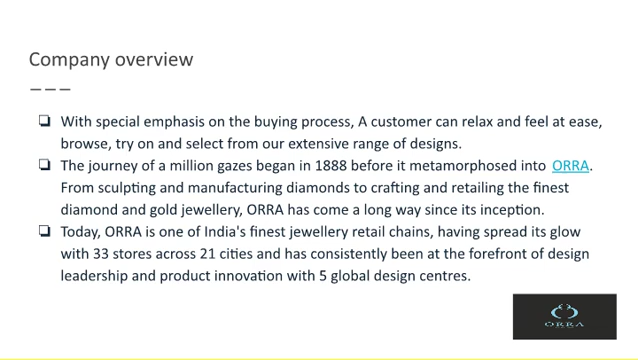 Company overview
With special emphasis on the buying process, A customer can relax and feel at ease,
browse, try on and select from our extensive range of designs.
The journey of a million gazes began in 1888 before it metamorphosed into ORRA.
From sculpting and manufacturing diamonds to crafting and retailing the finest
diamond and gold jewellery, ORRA has come a long way since its inception.
Today, ORRA is one of India's finest jewellery retail chains, having spread its glow
with 33 stores across 21 cities and has consistently been at the forefront of design
leadership and product innovation with 5 global design centres.
ORRA